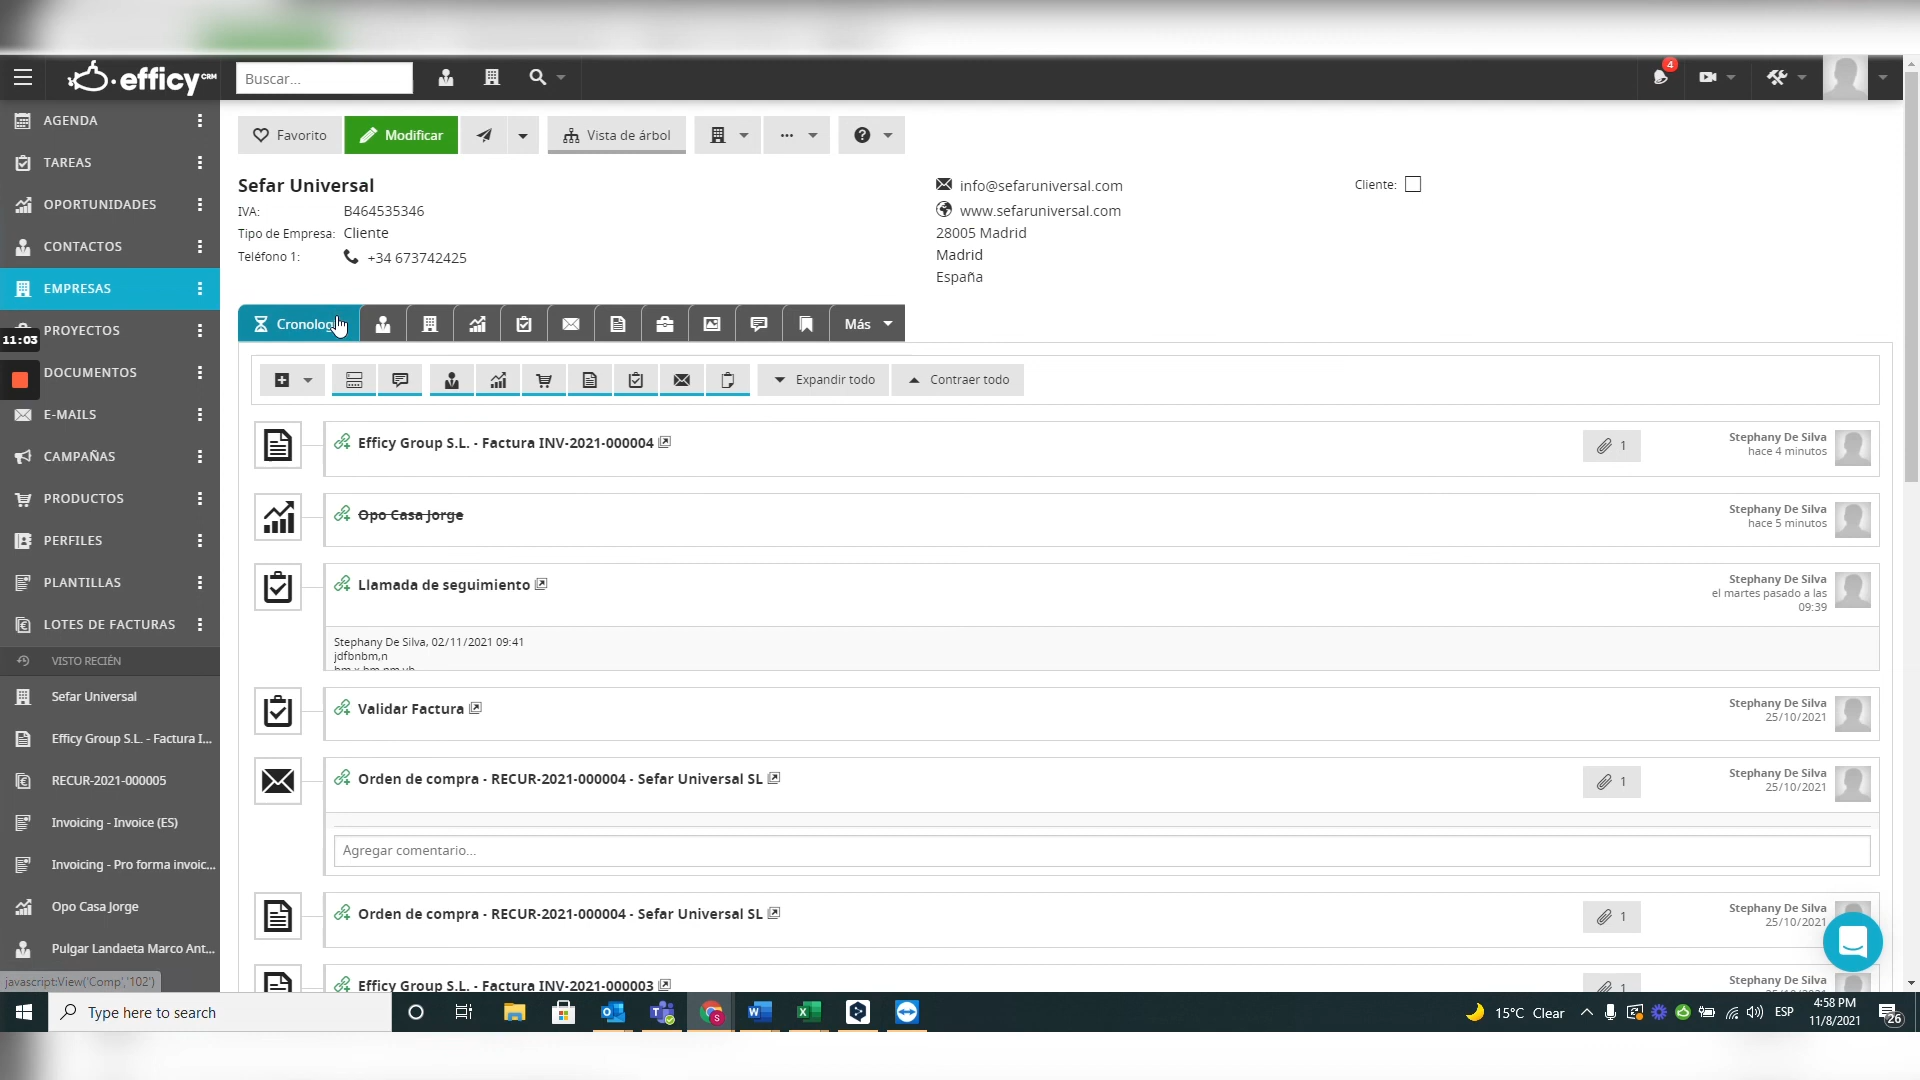 efficy CRM
Buscar...
4
AGENDA
TAREAS
OPORTUNIDADES
CONTACTOS
EMPRESAS
PROYECTOS
11:03
DOCUMENTOS
E-MAILS
CAMPAÑAS
PRODUCTOS
PERFILES
PLANTILLAS
LOTES DE FACTURAS
VISTO RECIÉN
Sefar Universal
Efficy Group S.L. - Factura I...
RECUR-2021-000005
Invoicing - Invoice (ES)
Invoicing - Pro forma invoic...
Opo Casa Jorge
Pulgar Landaeta Marco Ant...
javascript:View('Comp','102')
Favorito
Modificar
Vista de árbol
Sefar Universal
IVA: B464535346
Tipo de Empresa: Cliente
Teléfono 1: +34 673742425
info@sefaruniversal.com
www.sefaruniversal.com
28005 Madrid
Madrid
España
Cliente:
Cronolog
Más
Expandir todo
Contraer todo
Efficy Group S.L. - Factura INV-2021-000004
1
Stephany De Silva
hace 4 minutos
Opo Casa Jorge
Stephany De Silva
hace 5 minutos
Llamada de seguimiento
Stephany De Silva
el martes pasado a las
09:39
Stephany De Silva, 02/11/2021 09:41
jdfbnbm,n
Validar Factura
Stephany De Silva
25/10/2021
Orden de compra - RECUR-2021-000004 - Sefar Universal SL
1
Stephany De Silva
25/10/2021
Agregar comentario...
Orden de compra - RECUR-2021-000004 - Sefar Universal SL
1
Stephany De Silva
25/10/2021
Efficy Group S.L. - Factura INV-2021-000003
1
Stephany De Silva
Type here to search
15°C Clear
ESP
4:58 PM
11/8/2021
26